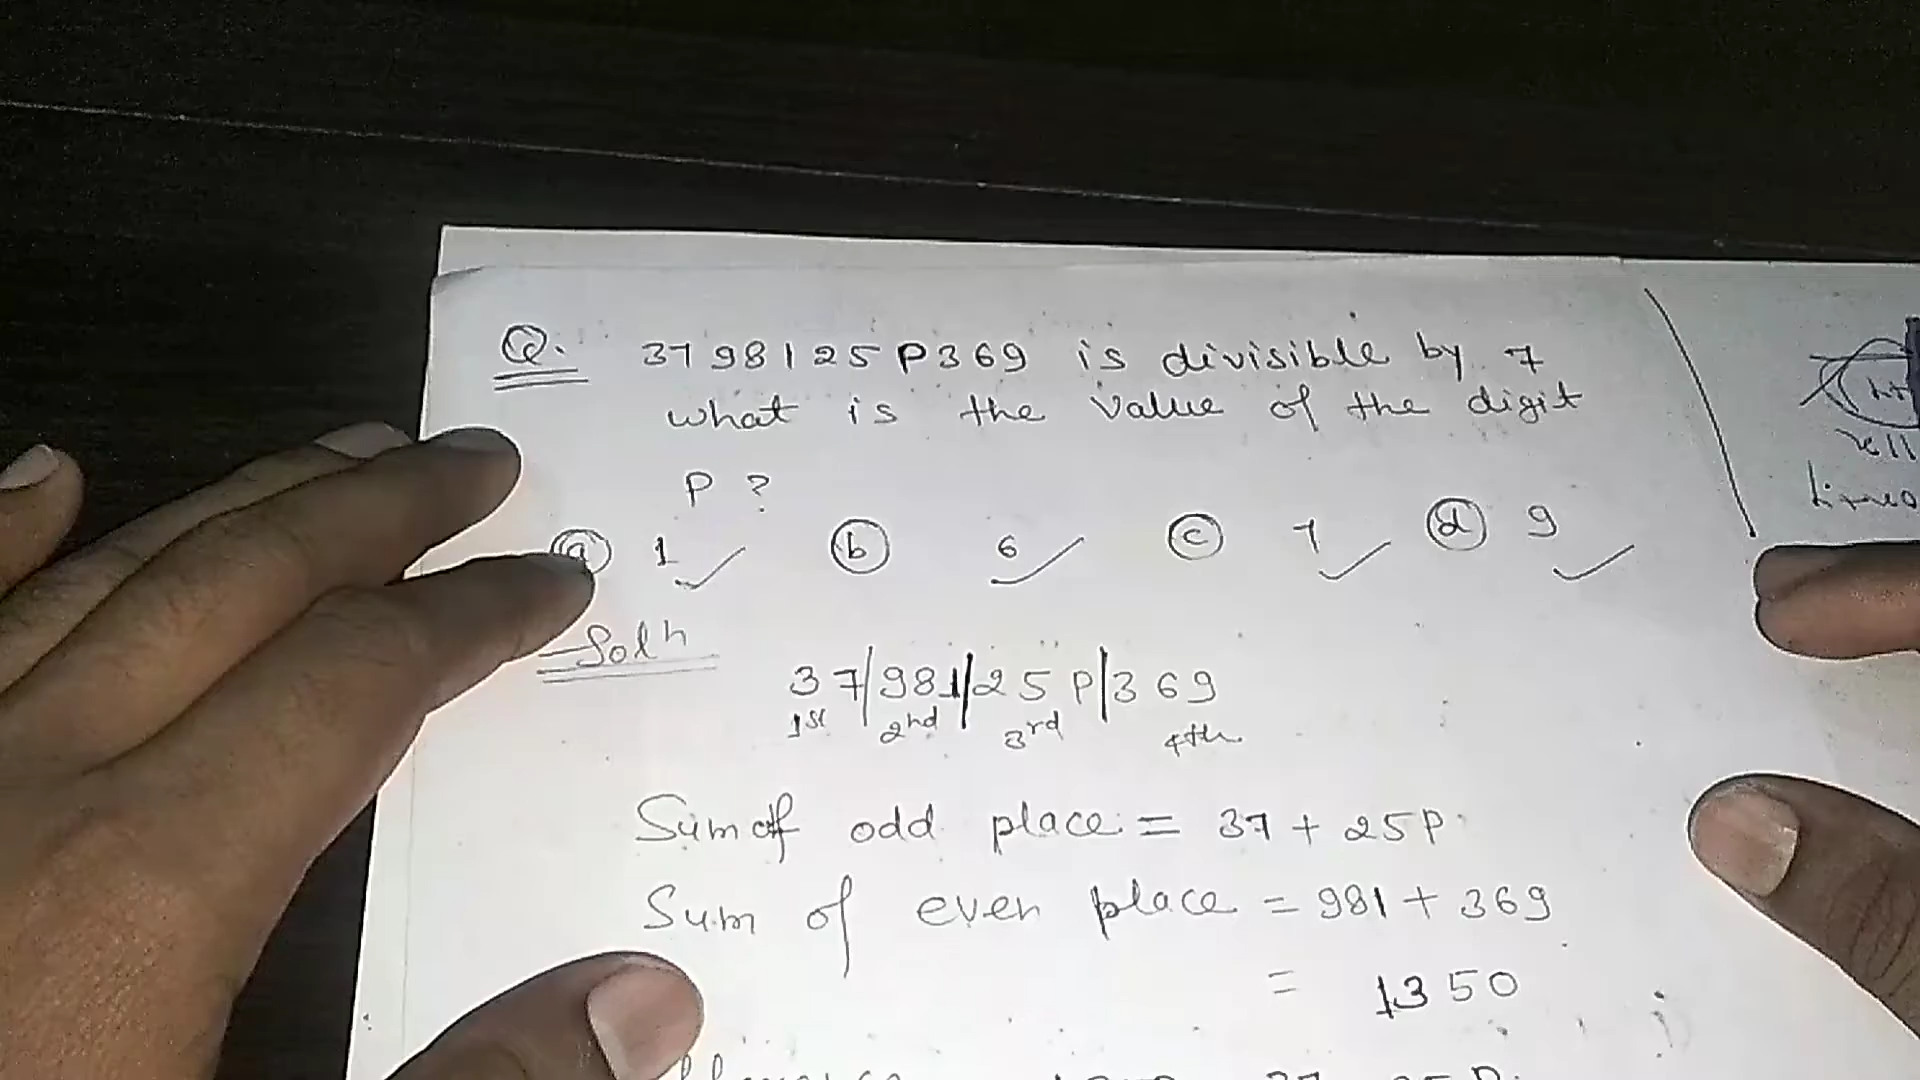 Q. 3798125P369 is divisible by 7
what is the value of the digit
P ?
(a) 1 (b) 6 (c) 7 (d) 9
Solⁿ
37/981/25P/369
1st 2nd 3rd 4th
Sum of odd place = 37 + 25P
Sum of even place = 981 + 369
= 1350